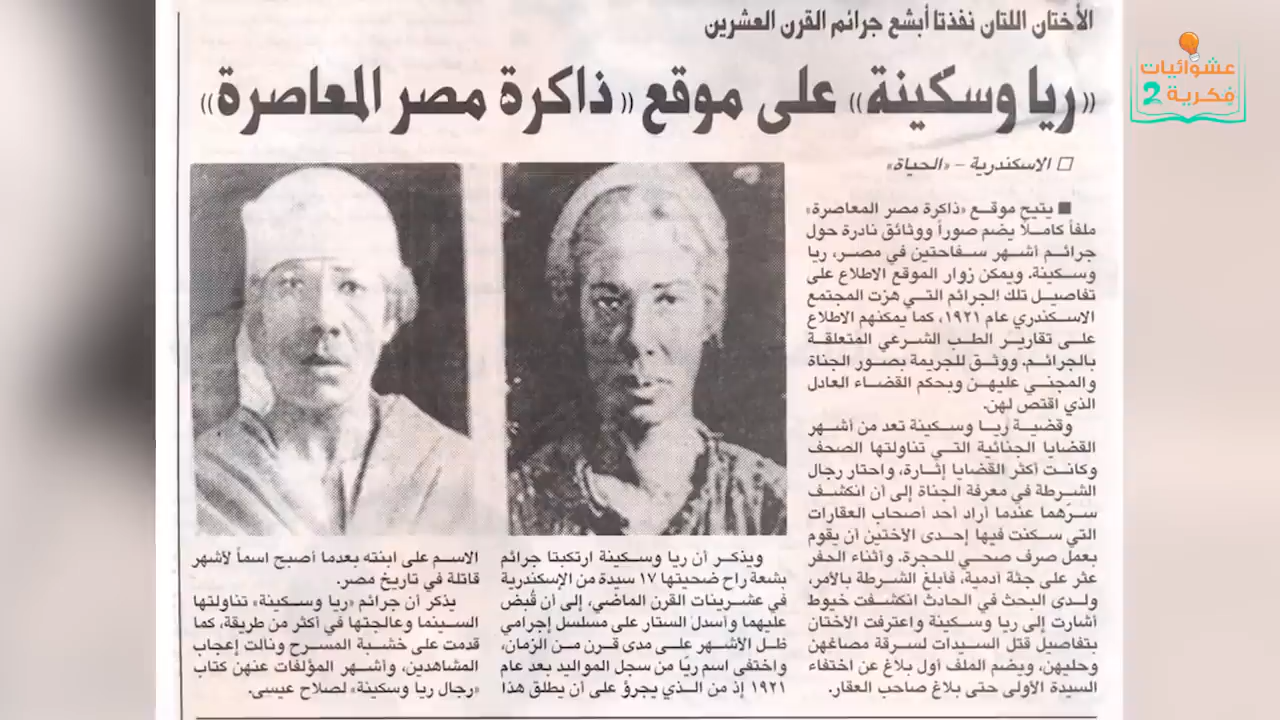 الأختان اللتان نفذتا أبشع جرائم القرن العشرين
«ريا وسكينة» على موقع «ذاكرة مصر المعاصرة»
□ الاسكندرية – «الحياة»
■ يتيح موقع «ذاكرة مصر المعاصرة»
ملفاً كاملاً يضم صوراً ووثائق نادرة حول
جرائم أشهر سفاحتين في مصر، ريا
وسكينة. ويمكن زوار الموقع الاطلاع على
تفاصيل تلك الجرائم التي هزت المجتمع
الاسكندري عام ١٩٢١، كما يمكنهم الاطلاع
على تقارير الطب الشرعي المتعلقة
بالجرائم. ووثق للجريمة بصور الجناة
والمجني عليهن وبحكم القضاء العادل
الذي اقتص لهن.
وقضية ريا وسكينة تعد من أشهر
القضايا الجنائية التي تناولتها الصحف
وكانت أكثر القضايا إثارة، واحتار رجال
الشرطة في معرفة الجناة إلى أن انكشف
سرّهما عندما أراد أحد أصحاب العقارات
التي سكنت فيها إحدى الأختين أن يقوم
بعمل صرف صحي للحجرة. وأثناء الحفر
عثر على جثة آدمية، فأبلغ الشرطة بالأمر،
ولدى البحث في الحادث انكشفت خيوط
أشارت إلى ريا وسكينة واعترفت الأختان
بتفاصيل قتل السيدات لسرقة مصاغهن
وحليهن، ويضم الملف أول بلاغ عن اختفاء
السيدة الأولى حتى بلاغ صاحب العقار.
ويذكر أن ريا وسكينة ارتكبتا جرائم
بشعة راح ضحيتها ١٧ سيدة من الإسكندرية
في عشرينات القرن الماضي، إلى أن قُبض
عليهما وأسدل الستار على مسلسل إجرامي
ظل الأشهر على مدى قرن من الزمان،
واختفى اسم ريّا من سجل المواليد بعد عام
١٩٢١ إذ من الذي يجرؤ على أن يطلق هذا
الاسم على ابنته بعدما أصبح اسماً لأشهر
قاتلة في تاريخ مصر.
يذكر أن جرائم «ريا وسكينة» تناولتها
السينما وعالجتها في أكثر من طريقة، كما
قدمت على خشبة المسرح ونالت إعجاب
المشاهدين، وأشهر المؤلفات عنهن كتاب
«رجال ريا وسكينة» لصلاح عيسى.
عشوائيات
فكرية 2